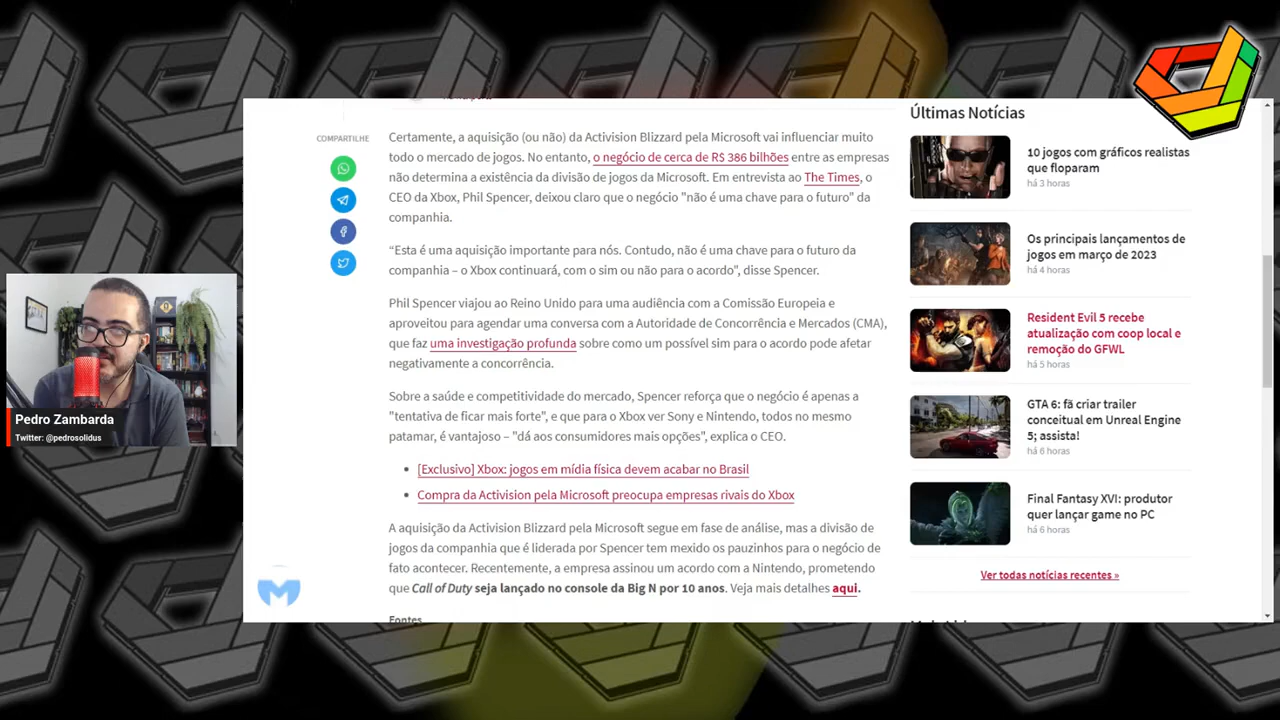 COMPARTILHE
Certamente, a aquisição (ou não) da Activision Blizzard pela Microsoft vai influenciar muito
todo o mercado de jogos. No entanto, o negócio de cerca de R$ 386 bilhões entre as empresas
não determina a existência da divisão de jogos da Microsoft. Em entrevista ao The Times, o
CEO da Xbox, Phil Spencer, deixou claro que o negócio "não é uma chave para o futuro" da
companhia.
“Esta é uma aquisição importante para nós. Contudo, não é uma chave para o futuro da
companhia – o Xbox continuará, com o sim ou não para o acordo", disse Spencer.
Phil Spencer viajou ao Reino Unido para uma audiência com a Comissão Europeia e
aproveitou para agendar uma conversa com a Autoridade de Concorrência e Mercados (CMA),
que faz uma investigação profunda sobre como um possível sim para o acordo pode afetar
negativamente a concorrência.
Sobre a saúde e competitividade do mercado, Spencer reforça que o negócio é apenas a
"tentativa de ficar mais forte", e que para o Xbox ver Sony e Nintendo, todos no mesmo
patamar, é vantajoso – "dá aos consumidores mais opções", explica o CEO.
• [Exclusivo] Xbox: jogos em mídia física devem acabar no Brasil
• Compra da Activision pela Microsoft preocupa empresas rivais do Xbox
A aquisição da Activision Blizzard pela Microsoft segue em fase de análise, mas a divisão de
jogos da companhia que é liderada por Spencer tem mexido os pauzinhos para o negócio de
fato acontecer. Recentemente, a empresa assinou um acordo com a Nintendo, prometendo
que Call of Duty seja lançado no console da Big N por 10 anos. Veja mais detalhes aqui.
Fontes
Últimas Notícias
10 jogos com gráficos realistas
que floparam
há 3 horas
Os principais lançamentos de
jogos em março de 2023
há 4 horas
Resident Evil 5 recebe
atualização com coop local e
remoção do GFWL
há 5 horas
GTA 6: fã criar trailer
conceitual em Unreal Engine
5; assista!
há 6 horas
Final Fantasy XVI: produtor
quer lançar game no PC
há 6 horas
Ver todas notícias recentes »
Pedro Zambarda
Twitter: @pedrosolidus